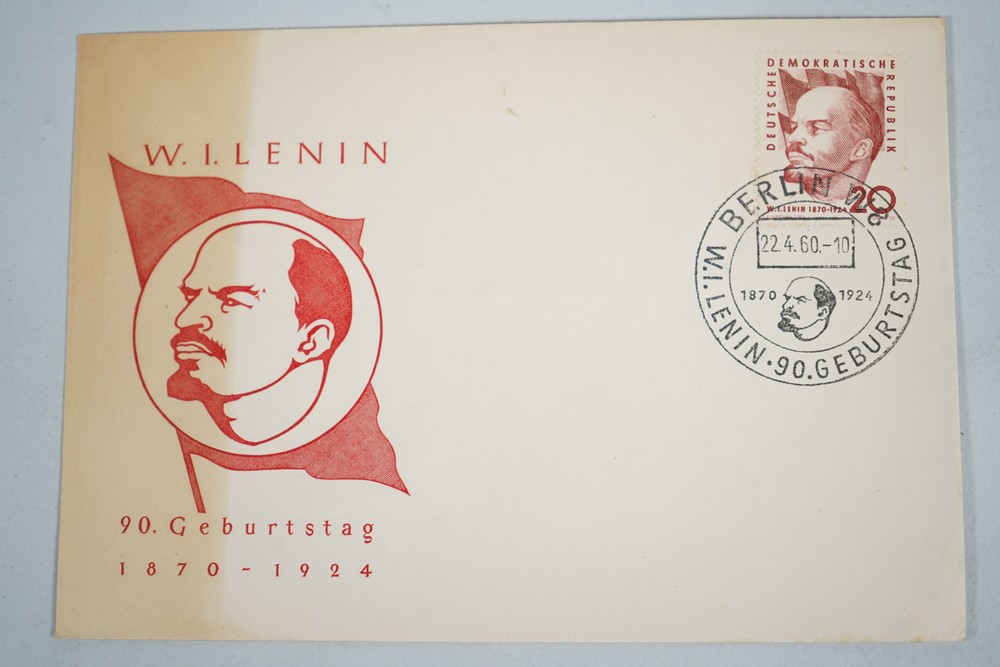 W. I. LENIN
90. Geburtstag
1870 - 1924
DEUTSCHE DEMOKRATISCHE REPUBLIK
W. I. LENIN 1870-1924 20
BERLIN W 8
22.4.60.-10
1870 1924
W. I. LENIN · 90. GEBURTSTAG